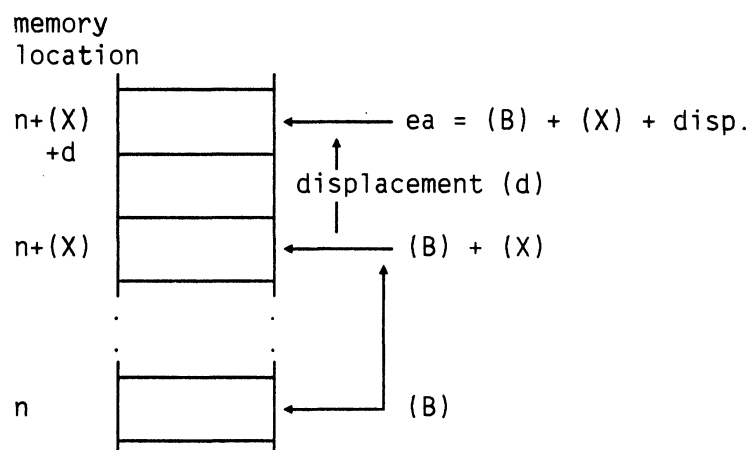 memory
location
n+(X)
+d
ea = (B) + (X) + disp.
displacement (d)
n+(X)
(B) + (X)
n
(B)